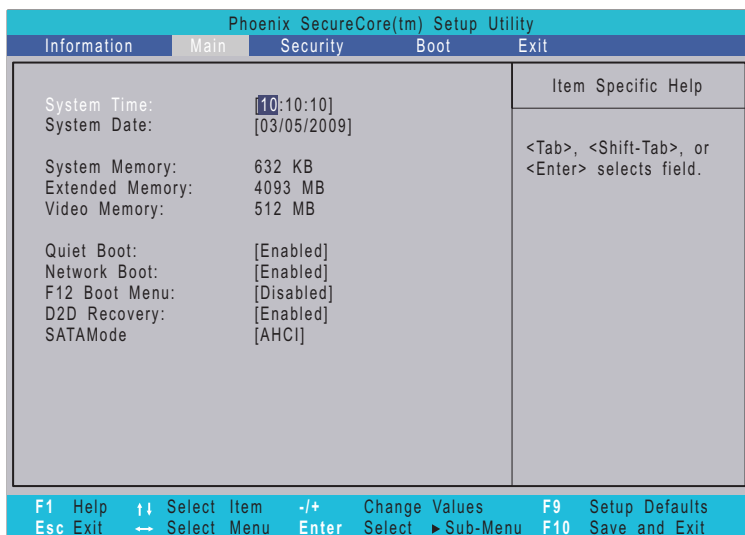 Phoenix SecureCore(tm) Setup Utility
Information Main Security Boot Exit
Item Specific Help
System Time: [10:10:10]
System Date: [03/05/2009]
<Tab>, <Shift-Tab>, or
<Enter> selects field.
System Memory: 632 KB
Extended Memory: 4093 MB
Video Memory: 512 MB
Quiet Boot: [Enabled]
Network Boot: [Enabled]
F12 Boot Menu: [Disabled]
D2D Recovery: [Enabled]
SATAMode [AHCI]
F1 Help ↑↓ Select Item -/+ Change Values F9 Setup Defaults
Esc Exit ↔ Select Menu Enter Select ►Sub-Menu F10 Save and Exit